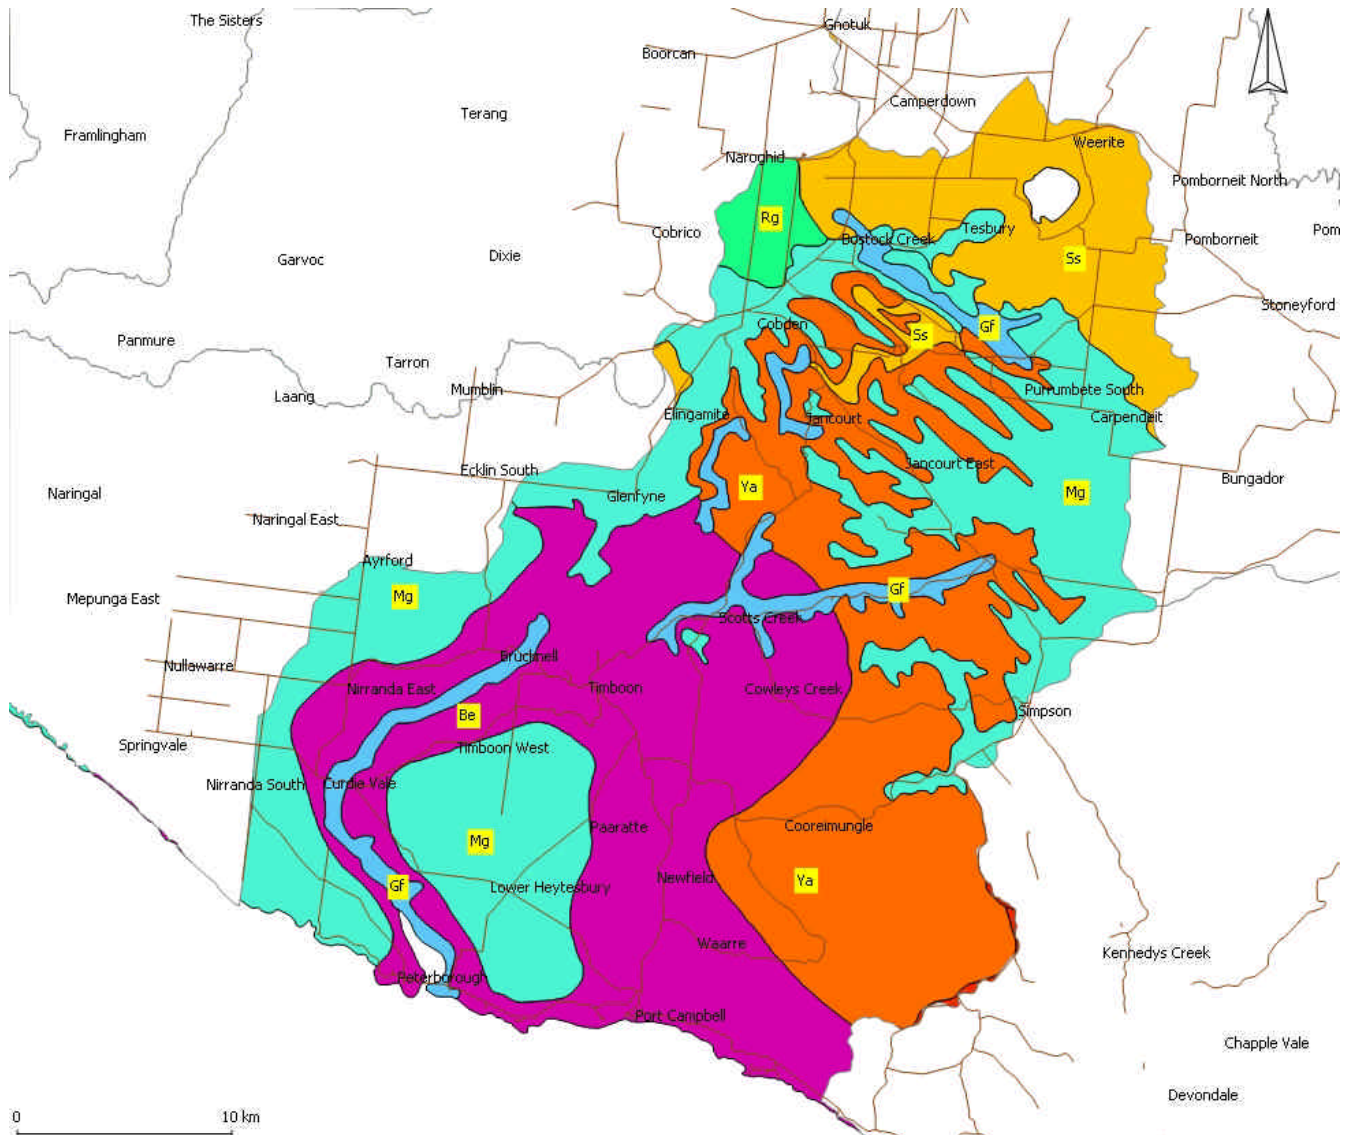 The Sisters
Gnotuk
Boorcan
Camperdown
Terang
Framlingham
Weerite
Naroghid
Pomborneit North
Rg
Cobrico
Bostock Creek
Tesbury
Pomborneit
Pom
Garvoc
Dixie
Ss
Stoneyford
Cobden
Gf
Ss
Panmure
Tarron
Mumblin
Laang
Purrumbete South
Elingamite
Jancourt
Carpendeit
Ecklin South
Jancourt East
Bungador
Naringal
Glenfyne
Ya
Mg
Naringal East
Ayrford
Mg
Gf
Mepunga East
Scotts Creek
Nullawarre
Brucknell
Nirranda East
Timboon
Cowleys Creek
Be
Simpson
Springvale
Timboon West
Nirranda South
Curdie Vale
Paaratte
Cooreimungle
Mg
Gf
Lower Heytesbury
Newfield
Ya
Waarre
Kennedys Creek
Peterborough
Port Campbell
Chapple Vale
Devondale
0
10 km